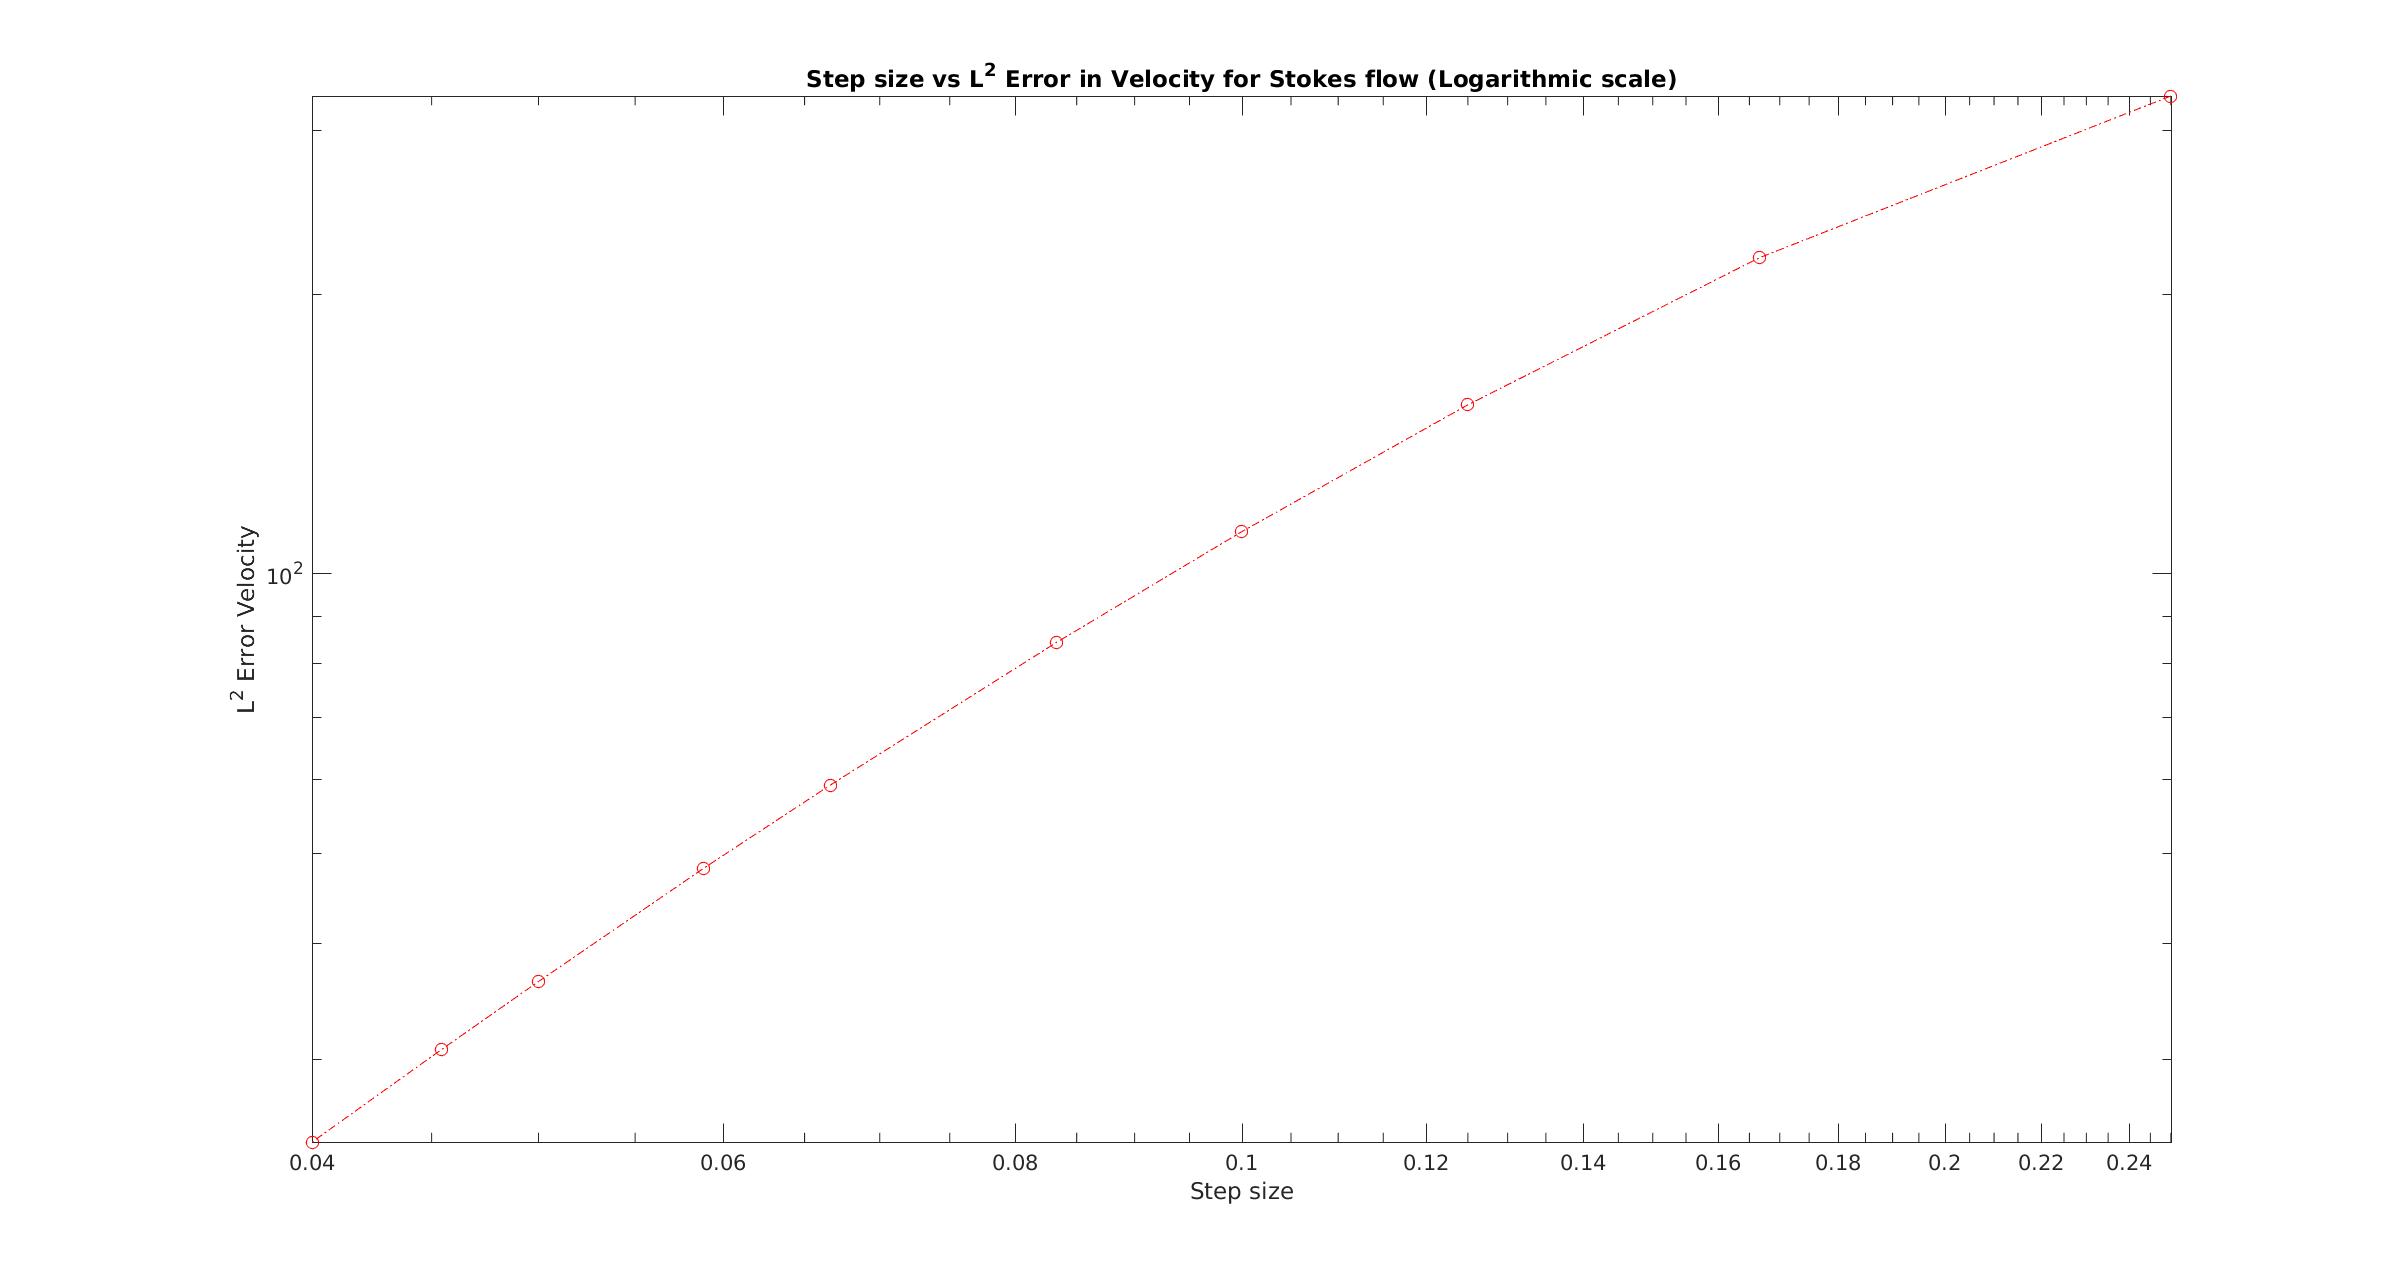 Step size vs L² Error in Velocity for Stokes flow (Logarithmic scale)
L² Error Velocity
10²
0.04 0.06 0.08 0.1 0.12 0.14 0.16 0.18 0.2 0.22 0.24
Step size